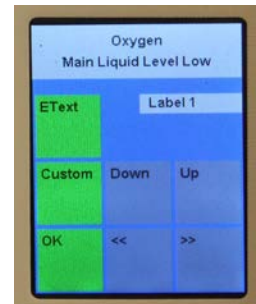 Oxygen
Main Liquid Level Low
EText
Label 1
Custom Down Up
OK << >>